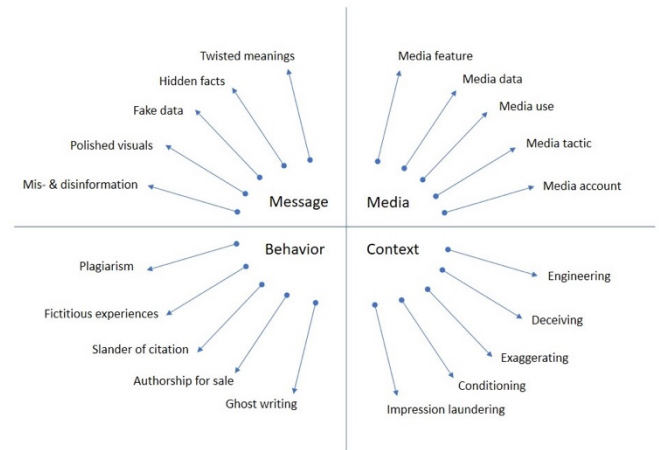 Twisted meanings
Hidden facts
Fake data
Polished visuals
Mis- & disinformation
Message
Media feature
Media data
Media use
Media tactic
Media account
Media
Behavior
Plagiarism
Fictitious experiences
Slander of citation
Authorship for sale
Ghost writing
Context
Engineering
Deceiving
Exaggerating
Conditioning
Impression laundering